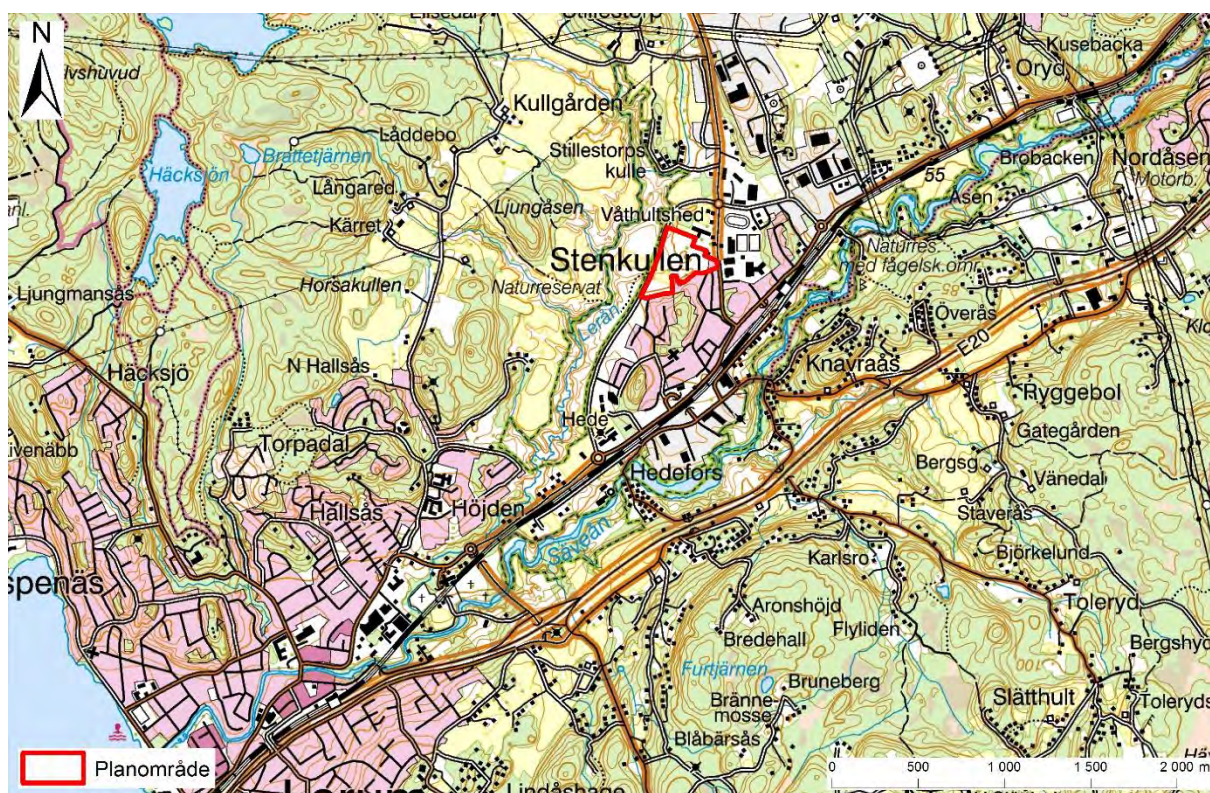 N
Stillestorp
Kusebacka
Oryd
Kullgården
Låddebo
Brattetjärnen
Häcksjön
Långared
Ljungåsen
Stillestorps
kulle
Brobacken
Nordåsen
Motorb.
55
Åsen
Kärret
Våthultshed
Stenkullen
Naturres.
med fågelsk.omr
Ljungmansås
Horsakullen
Naturreservat
Lerån
Överås
E20
Häcksjö
N Hallsås
Knavraås
Ryggebol
Gategården
Torpadal
Hede
Bergsg
Vänedal
Hedefors
Hallsås
Höjden
Säveån
Staverås
Björkelund
Karlsro
Toleryd
Aronshöjd
Bredehall
Flyliden
Furtjärnen
Bruneberg
Slätthult
Bränne-
mosse
Blåbärsås
100
Planområde
0 500 1 000 1 500 2 000 m